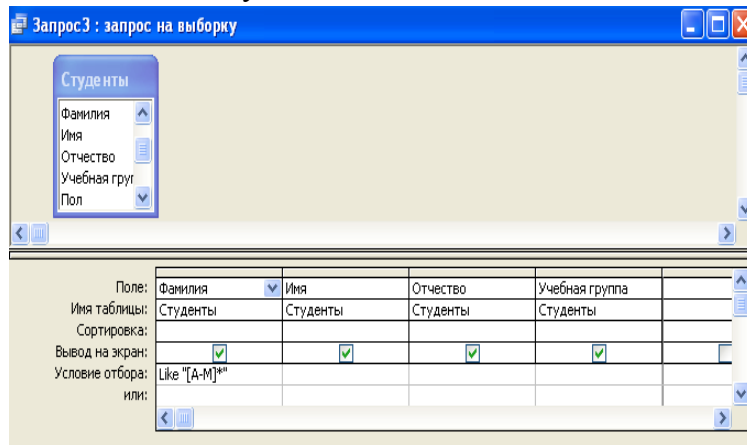 Запрос3 : запрос на выборку
Студенты
Фамилия
Имя
Отчество
Учебная груг
Пол
Поле: Фамилия Имя Отчество Учебная группа
Имя таблицы: Студенты Студенты Студенты Студенты
Сортировка:
Вывод на экран:
Условие отбора: Like "[А-М]*"
или: